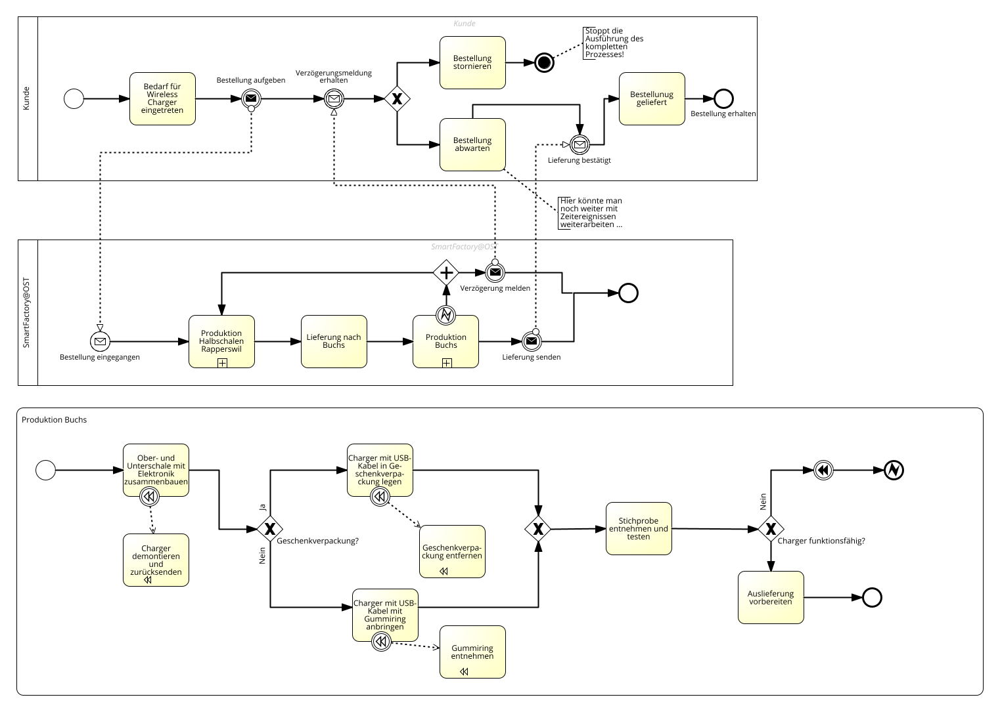 Kunde
Kunde
Stoppt die
Ausführung des
kompletten
Prozesses!
Bestellung
stornieren
Bedarf für
Wireless
Charger
eingetreten
Bestellung aufgeben
Verzögerungsmeldung
erhalten
Bestellunug
geliefert
Bestellung erhalten
Bestellung
abwarten
Lieferung bestätigt
Hier könnte man
noch weiter mit
Zeitereignissen
weiterarbeiten ...
SmartFactory@OST
SmartFactory@OST
Verzögerung melden
Bestellung eingegangen
Produktion
Halbschalen
Rapperswil
Lieferung nach
Buchs
Produktion
Buchs
Lieferung senden
Produktion Buchs
Ober- und
Unterschale mit
Elektronik
zusammenbauen
Charger
demontieren
und
zurücksenden
Ja
Nein
Geschenkverpackung?
Charger mit USB-
Kabel in Ge-
schenkverpa-
ckung legen
Geschenkverpa-
ckung entfernen
Charger mit USB-
Kabel mit
Gummiring
anbringen
Gummiring
entnehmen
Stichprobe
entnehmen und
testen
Nein
Charger funktionsfähig?
Auslieferung
vorbereiten